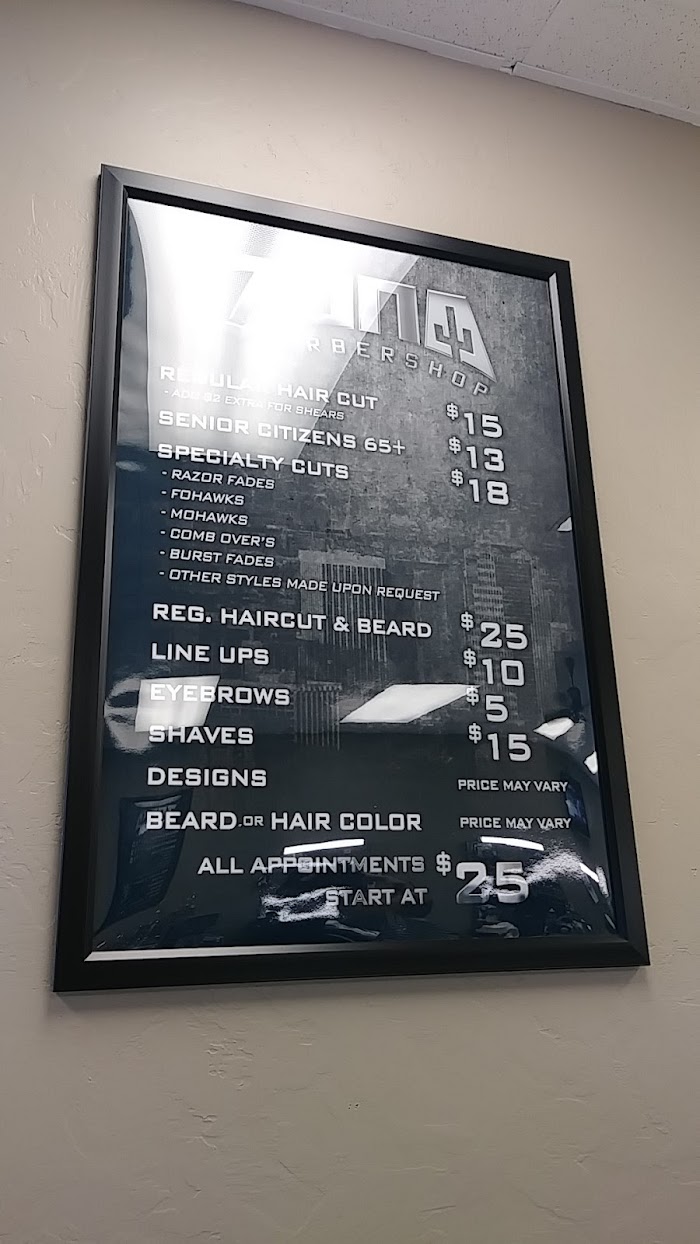 BARBERSHOP
REGULAR HAIR CUT $15
- ADD $2 EXTRA FOR SHEARS
SENIOR CITIZENS 65+ $13
SPECIALTY CUTS $18
- RAZOR FADES
- FOHAWKS
- MOHAWKS
- COMB OVER'S
- BURST FADES
- OTHER STYLES MADE UPON REQUEST
REG. HAIRCUT & BEARD $25
LINE UPS $10
EYEBROWS $5
SHAVES $15
DESIGNS PRICE MAY VARY
BEARD OR HAIR COLOR PRICE MAY VARY
ALL APPOINTMENTS $25
START AT